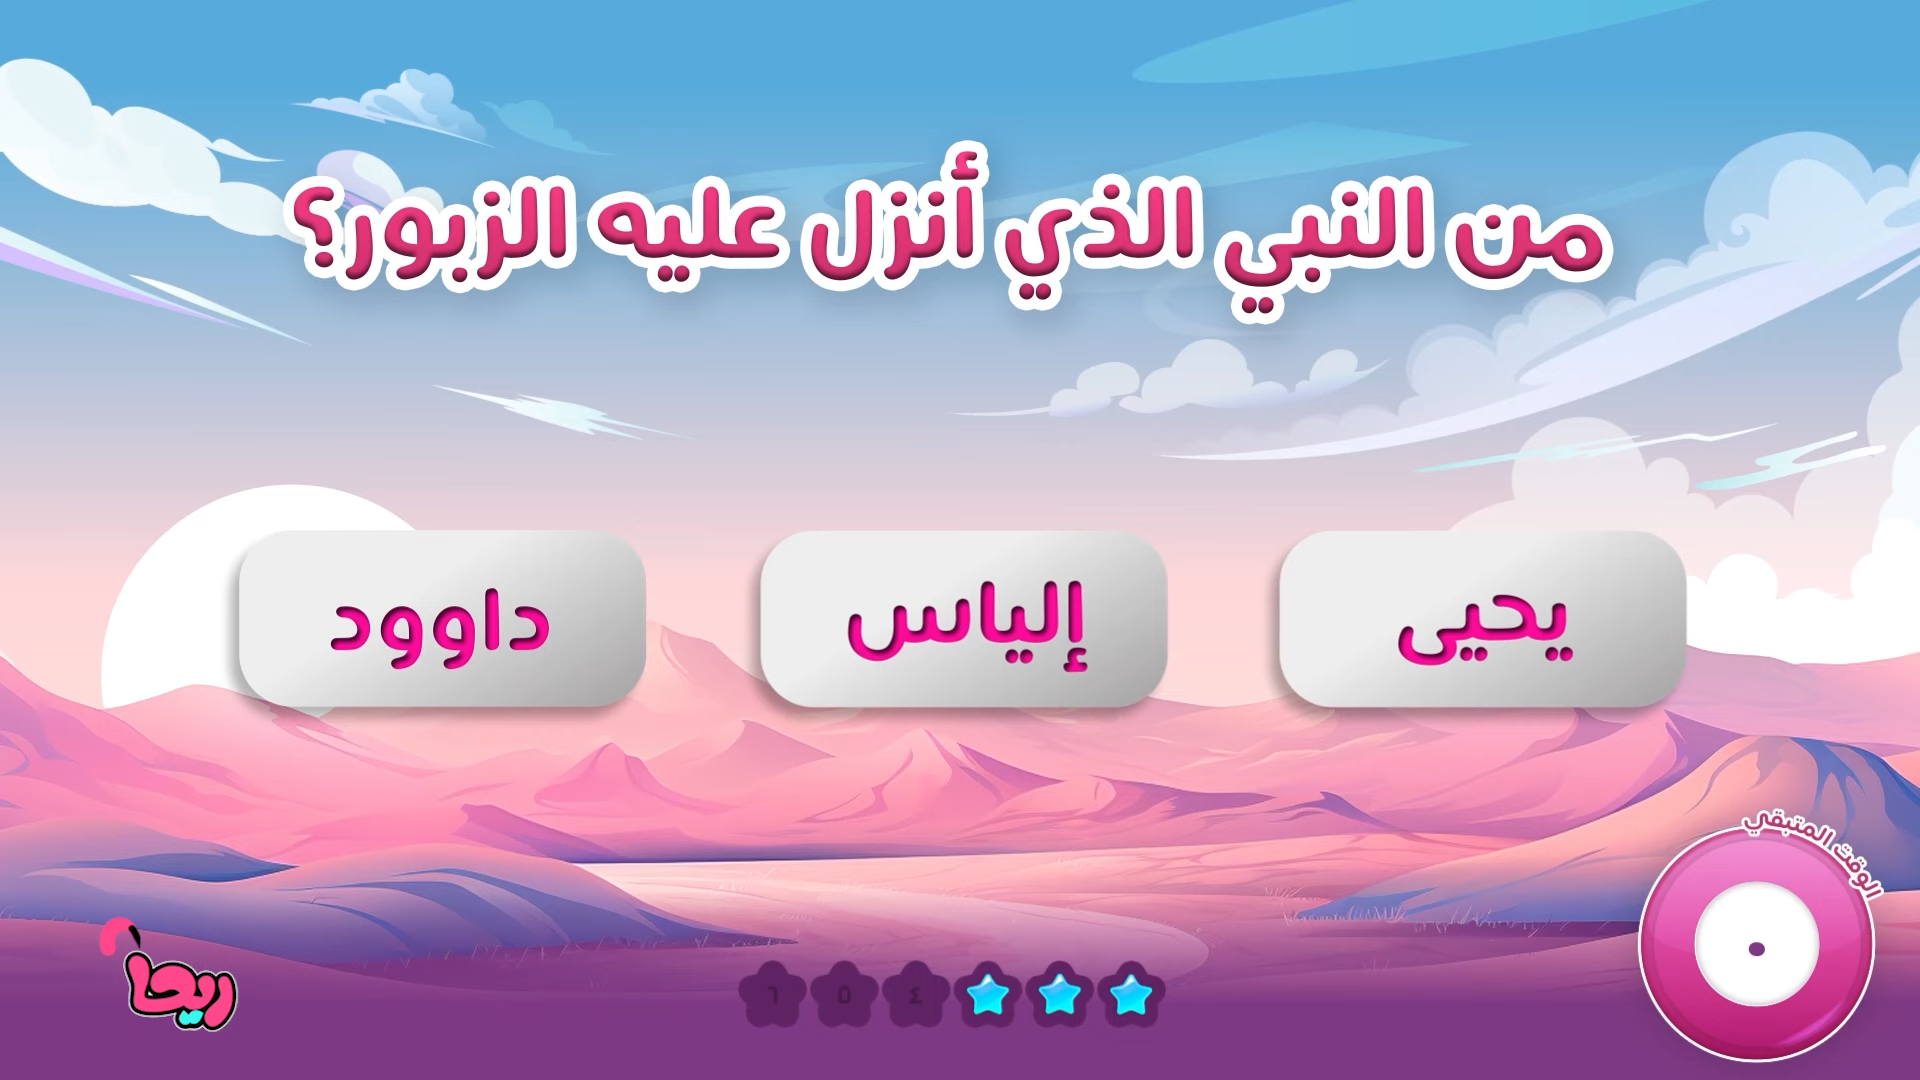 من النبي الذي أنزل عليه الزبور؟
يحيى
إلياس
داوود
الوقت المتبقي
٠
٤ ٥ ٦
ريحا